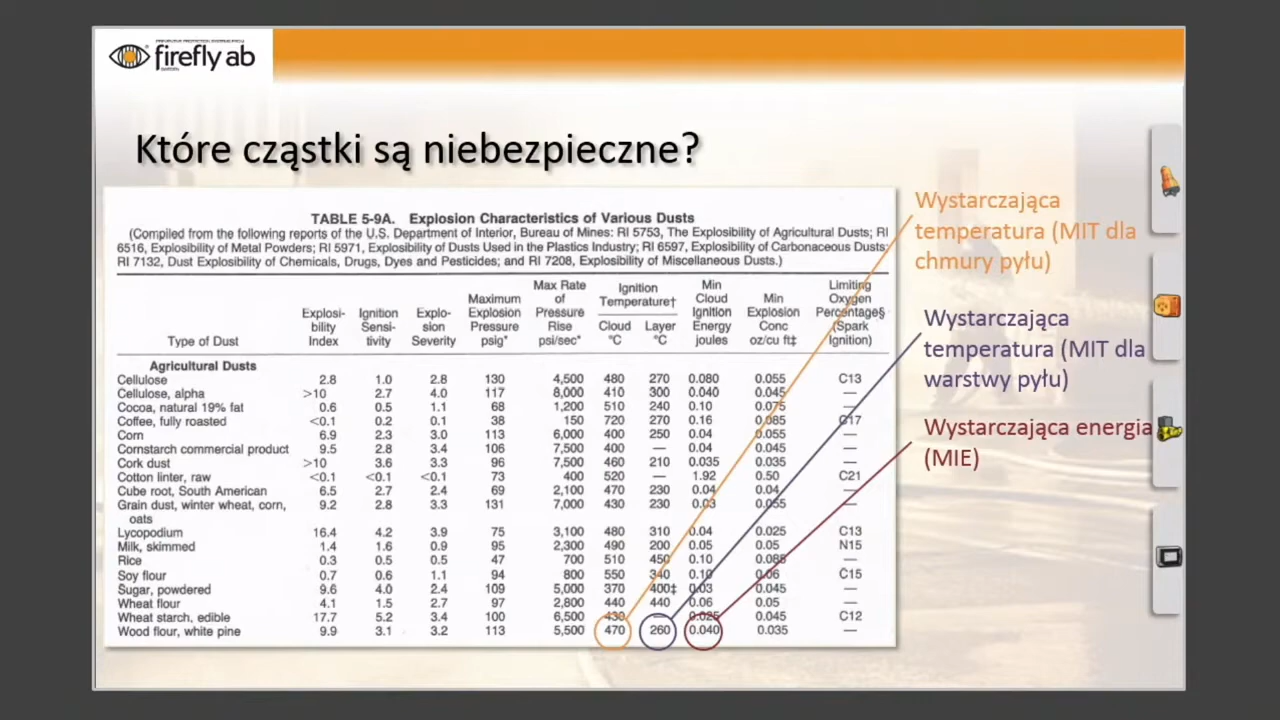 firefly ab
Które cząstki są niebezpieczne?
TABLE 5-9A. Explosion Characteristics of Various Dusts
(Compiled from the following reports of the U.S. Department of Interior, Bureau of Mines: RI 5753, The Explosibility of Agricultural Dusts; RI
6516, Explosibility of Metal Powders; RI 5971, Explosibility of Dusts Used in the Plastics Industry; RI 6597, Explosibility of Carbonaceous Dusts;
RI 7132, Dust Explosibility of Chemicals, Drugs, Dyes and Pesticides; and RI 7208, Explosibility of Miscellaneous Dusts.)
Type of Dust Explosi-bility Index Ignition Sensi-tivity Explo-sion Severity Maximum Explosion Pressure psig* Max Rate of Pressure Rise psi/sec* Ignition Temperature† Cloud °C Layer °C Min Cloud Ignition Energy joules Min Explosion Conc oz/cu ft‡ Limiting Oxygen Percentage§ (Spark Ignition)
Agricultural Dusts
Cellulose 2.8 1.0 2.8 130 4,500 480 270 0.080 0.055 C13
Cellulose, alpha >10 2.7 4.0 117 8,000 410 300 0.040 0.045 —
Cocoa, natural 19% fat 0.6 0.5 1.1 68 1,200 510 240 0.10 0.075 —
Coffee, fully roasted <0.1 0.2 0.1 38 150 720 270 0.16 0.085 C17
Corn 6.9 2.3 3.0 113 6,000 400 250 0.04 0.055 —
Cornstarch commercial product 9.5 2.8 3.4 106 7,500 400 — 0.04 0.045 —
Cork dust >10 3.6 3.3 96 7,500 460 210 0.035 0.035 —
Cotton linter, raw <0.1 <0.1 <0.1 73 400 520 — 1.92 0.50 C21
Cube root, South American 6.5 2.7 2.4 69 2,100 470 230 0.04 0.04 —
Grain dust, winter wheat, corn, 9.2 2.8 3.3 131 7,000 430 230 0.03 0.055 —
oats
Lycopodium 16.4 4.2 3.9 75 3,100 480 310 0.04 0.025 C13
Milk, skimmed 1.4 1.6 0.9 95 2,300 490 200 0.05 0.05 N15
Rice 0.3 0.5 0.5 47 700 510 450 0.10 0.085 —
Soy flour 0.7 0.6 1.1 94 800 550 340 0.10 0.06 C15
Sugar, powdered 9.6 4.0 2.4 109 5,000 370 400‡ 0.03 0.045 —
Wheat flour 4.1 1.5 2.7 97 2,800 440 440 0.06 0.05 —
Wheat starch, edible 17.7 5.2 3.4 100 6,500 430 — 0.025 0.045 C12
Wood flour, white pine 9.9 3.1 3.2 113 5,500 470 260 0.040 0.035 —
Wystarczająca
temperatura (MIT dla
chmury pyłu)
Wystarczająca
temperatura (MIT dla
warstwy pyłu)
Wystarczająca energia
(MIE)